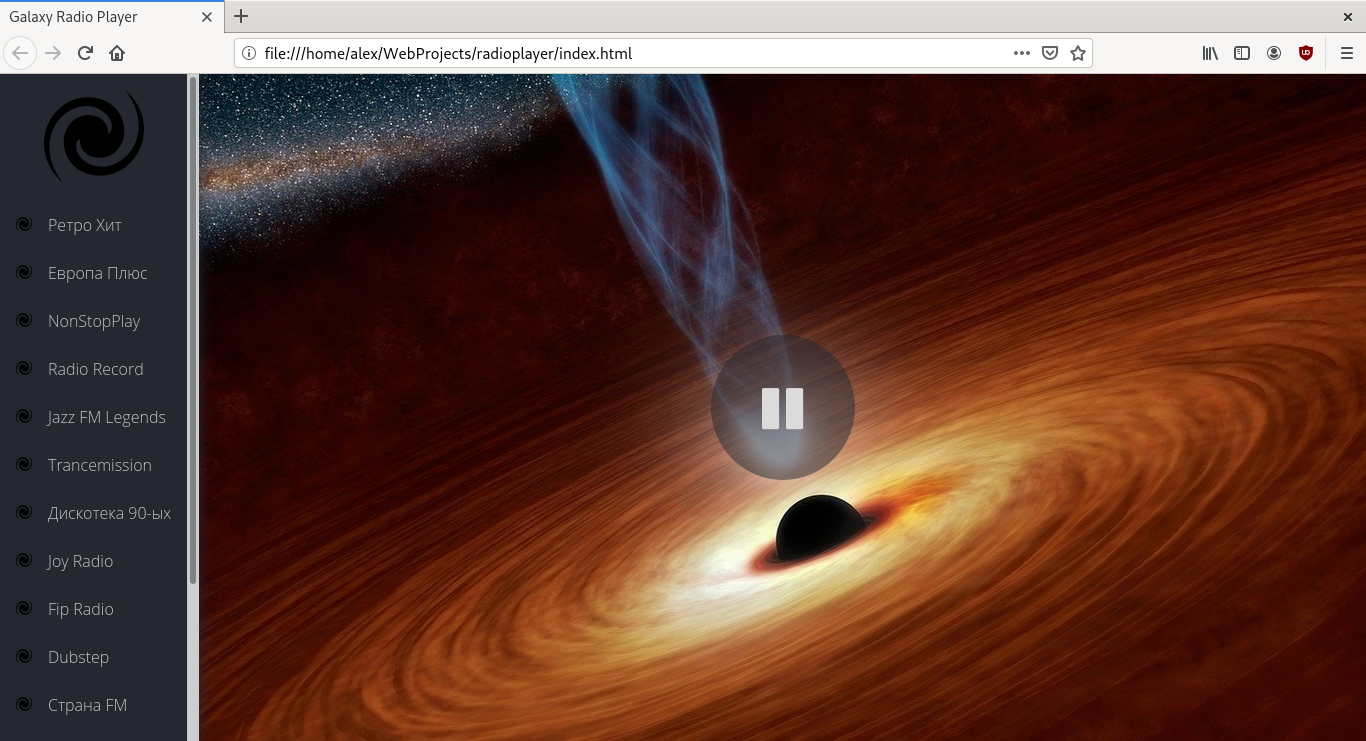 Galaxy Radio Player
file:///home/alex/WebProjects/radioplayer/index.html
Ретро Хит
Европа Плюс
NonStopPlay
Radio Record
Jazz FM Legends
Trancemission
Дискотека 90-ых
Joy Radio
Fip Radio
Dubstep
Страна FM